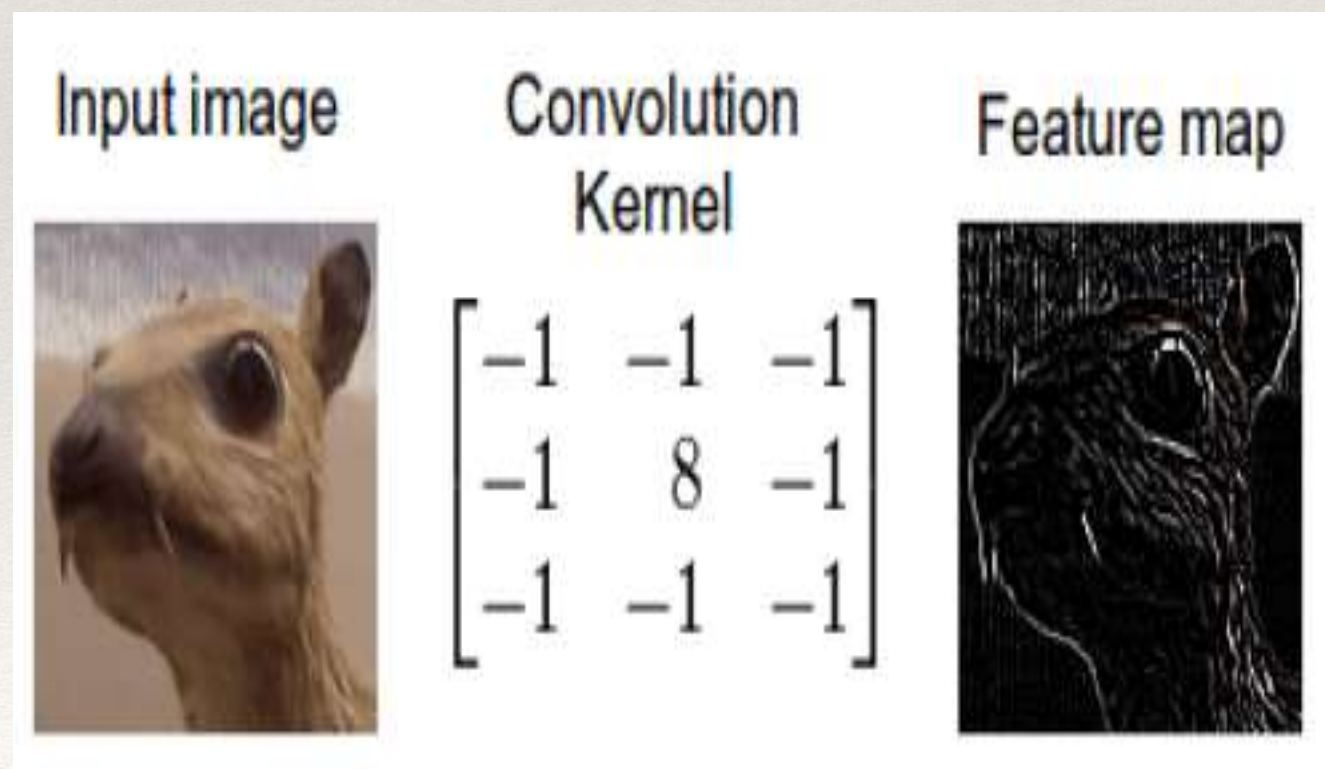 Input image
Convolution
Kernel
Feature map
−1 −1 −1
−1 8 −1
−1 −1 −1